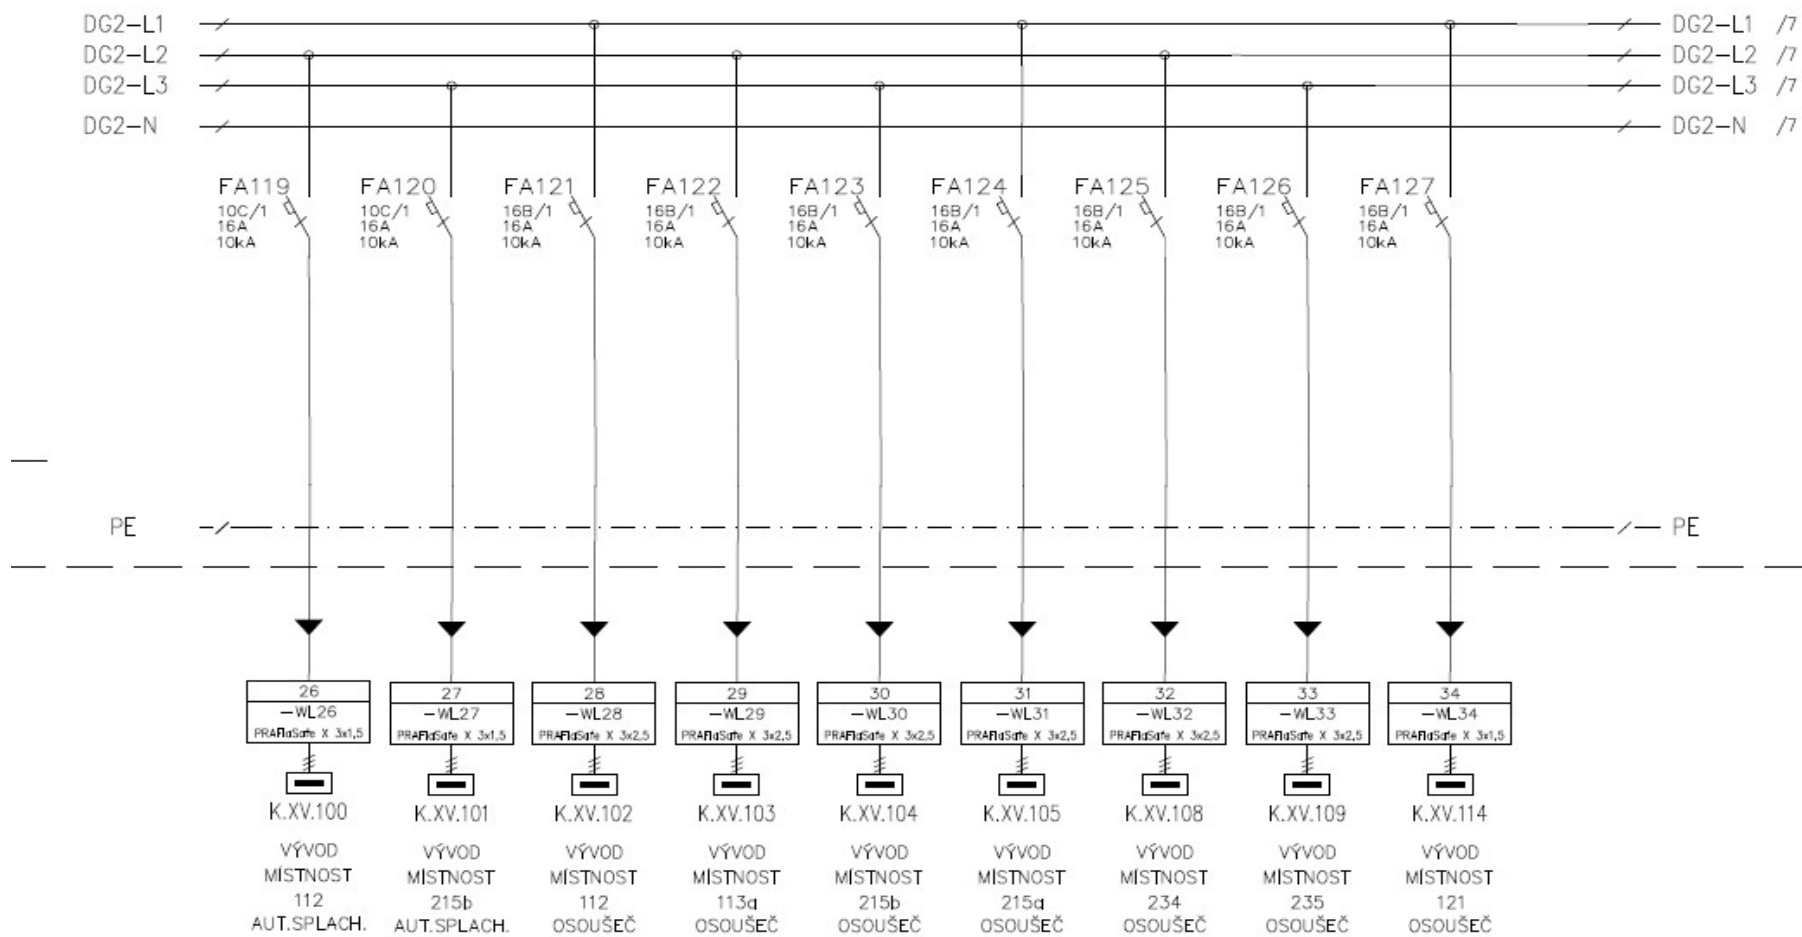 DG2-L1 DG2-L1 /7
DG2-L2 DG2-L2 /7
DG2-L3 DG2-L3 /7
DG2-N DG2-N /7
FA119 FA120 FA121 FA122 FA123 FA124 FA125 FA126 FA127
10C/1 10C/1 16B/1 16B/1 16B/1 16B/1 16B/1 16B/1 16B/1
16A 16A 16A 16A 16A 16A 16A 16A 16A
10kA 10kA 10kA 10kA 10kA 10kA 10kA 10kA 10kA
PE PE
26 27 28 29 30 31 32 33 34
-WL26 -WL27 -WL28 -WL29 -WL30 -WL31 -WL32 -WL33 -WL34
PRAFlaSafe X 3x1,5 PRAFlaSafe X 3x1,5 PRAFlaSafe X 3x2,5 PRAFlaSafe X 3x2,5 PRAFlaSafe X 3x2,5 PRAFlaSafe X 3x2,5 PRAFlaSafe X 3x2,5 PRAFlaSafe X 3x2,5 PRAFlaSafe X 3x1,5
K.XV.100 K.XV.101 K.XV.102 K.XV.103 K.XV.104 K.XV.105 K.XV.108 K.XV.109 K.XV.114
VÝVOD VÝVOD VÝVOD VÝVOD VÝVOD VÝVOD VÝVOD VÝVOD VÝVOD
MÍSTNOST MÍSTNOST MÍSTNOST MÍSTNOST MÍSTNOST MÍSTNOST MÍSTNOST MÍSTNOST MÍSTNOST
112 215b 112 113a 215b 215a 234 235 121
AUT.SPLACH. AUT.SPLACH. OSOUŠEČ OSOUŠEČ OSOUŠEČ OSOUŠEČ OSOUŠEČ OSOUŠEČ OSOUŠEČ